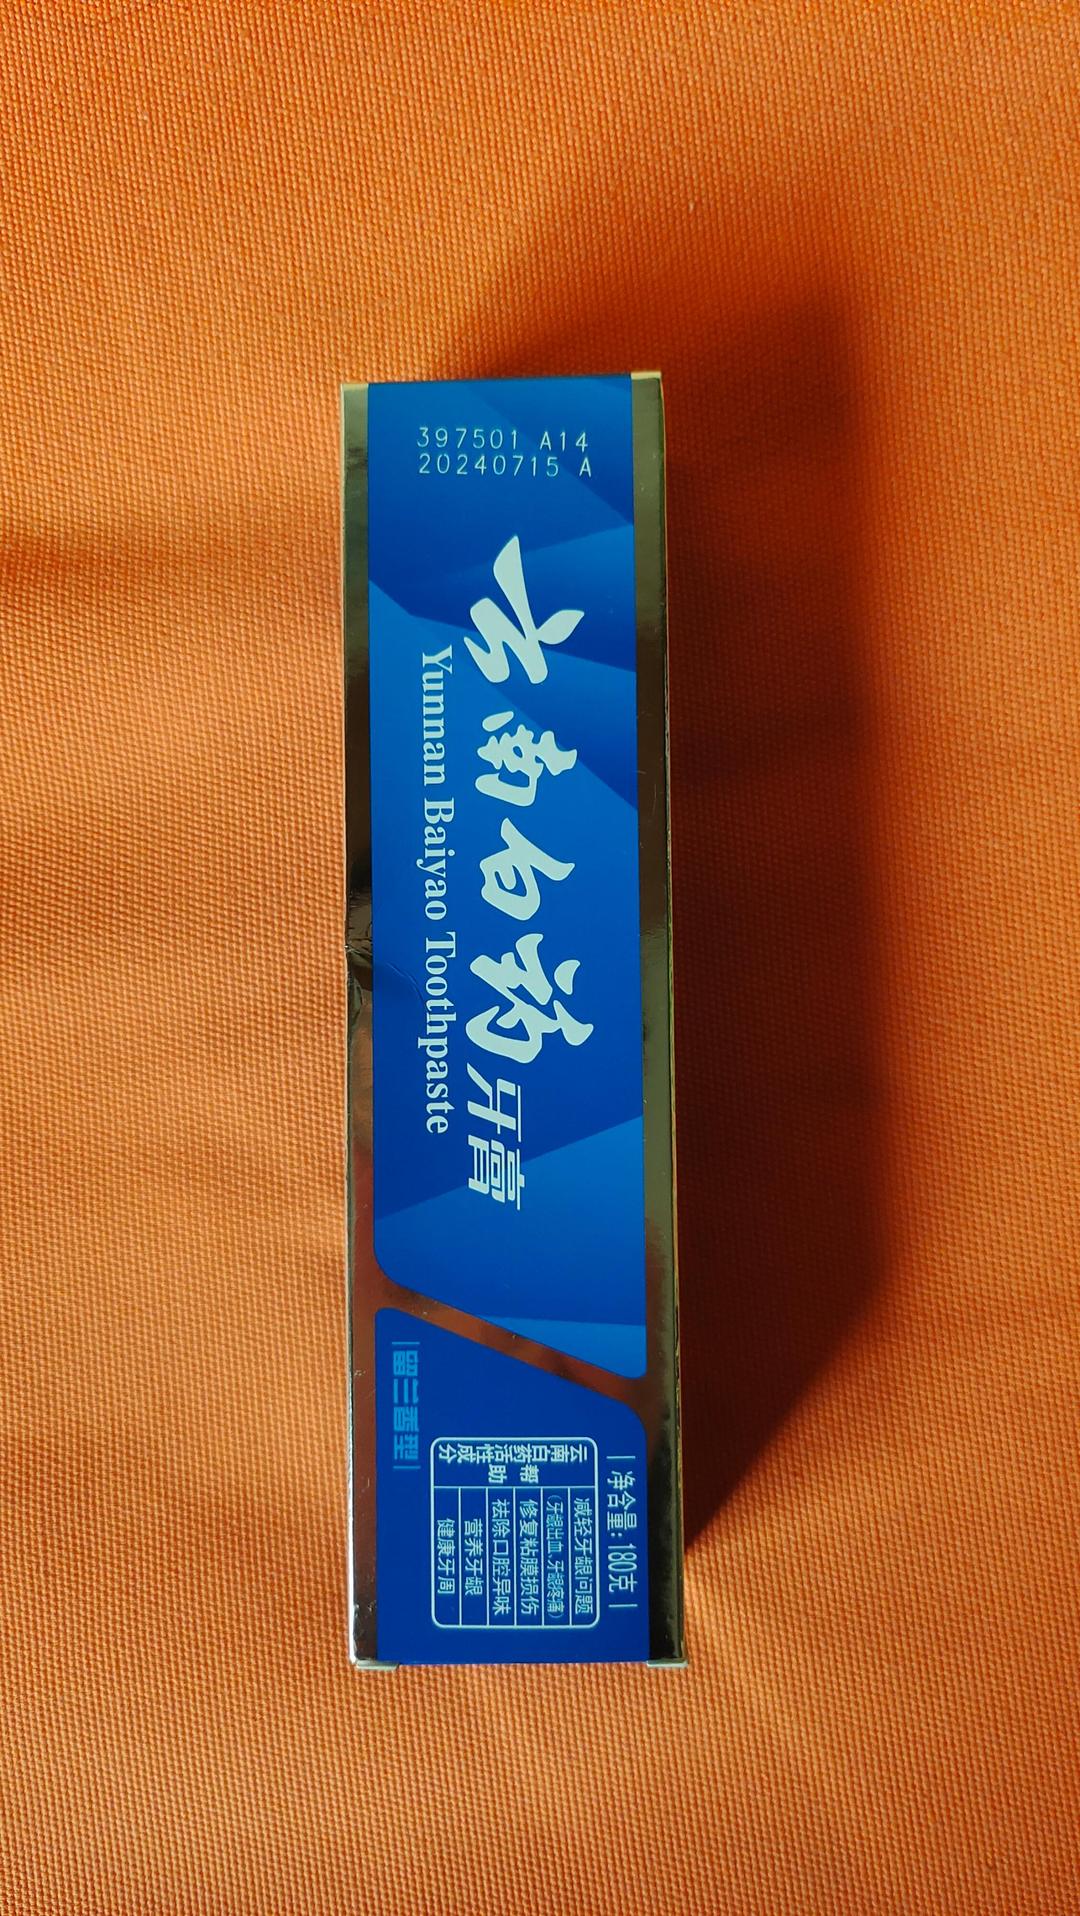 397501 A14
20240715 A
云南白药牙膏
Yunnan Baiyao Toothpaste
留兰香型
净含量:180克
云南白药活性成分
帮助
减轻牙龈问题
(牙龈出血、牙龈疼痛)
修复粘膜损伤
祛除口腔异味
营养牙龈
健康牙周